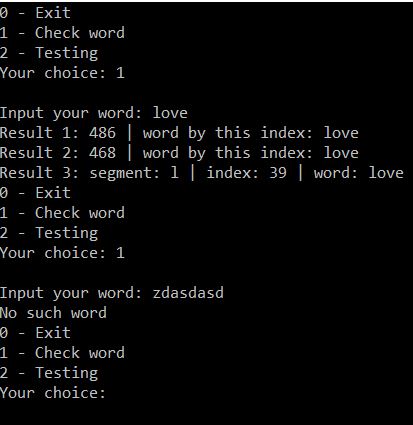 0 - Exit
1 - Check word
2 - Testing
Your choice: 1
Input your word: love
Result 1: 486 | word by this index: love
Result 2: 468 | word by this index: love
Result 3: segment: l | index: 39 | word: love
0 - Exit
1 - Check word
2 - Testing
Your choice: 1
Input your word: zdasdasd
No such word
0 - Exit
1 - Check word
2 - Testing
Your choice: